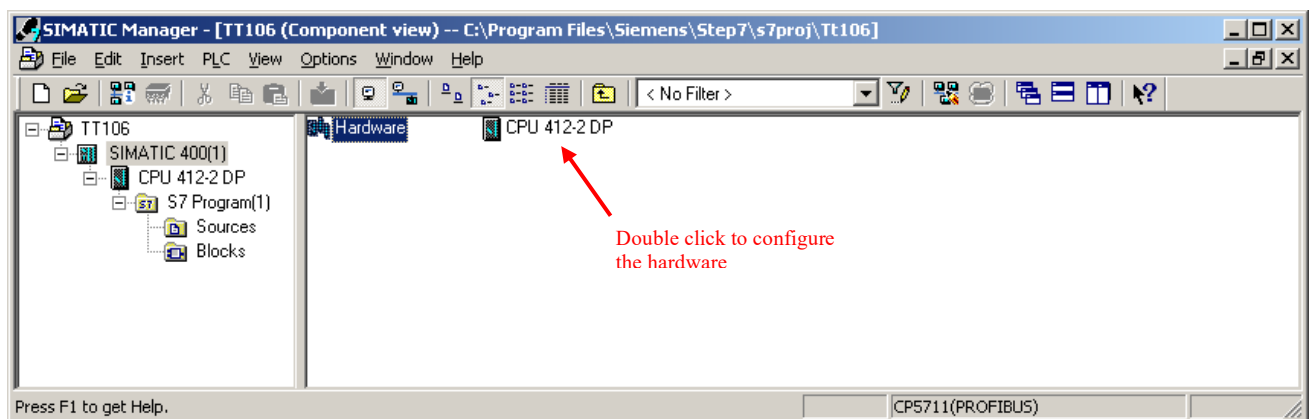 SIMATIC Manager - [TT106 (Component view) -- C:\Program Files\Siemens\Step7\s7proj\Tt106]
File Edit Insert PLC View Options Window Help
< No Filter >
TT106
SIMATIC 400(1)
CPU 412-2 DP
S7 Program(1)
Sources
Blocks
Hardware CPU 412-2 DP
Double click to configure
the hardware
Press F1 to get Help. CP5711(PROFIBUS)